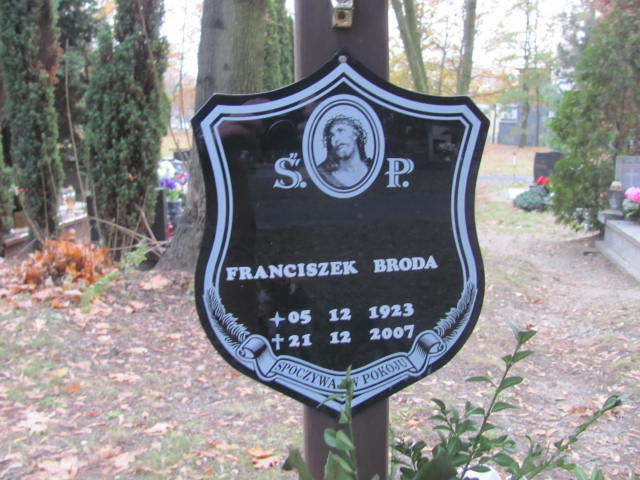 Ś. P.
FRANCISZEK BRODA
05 12 1923
✝21 12 2007
SPOCZYWAJ W POKOJU